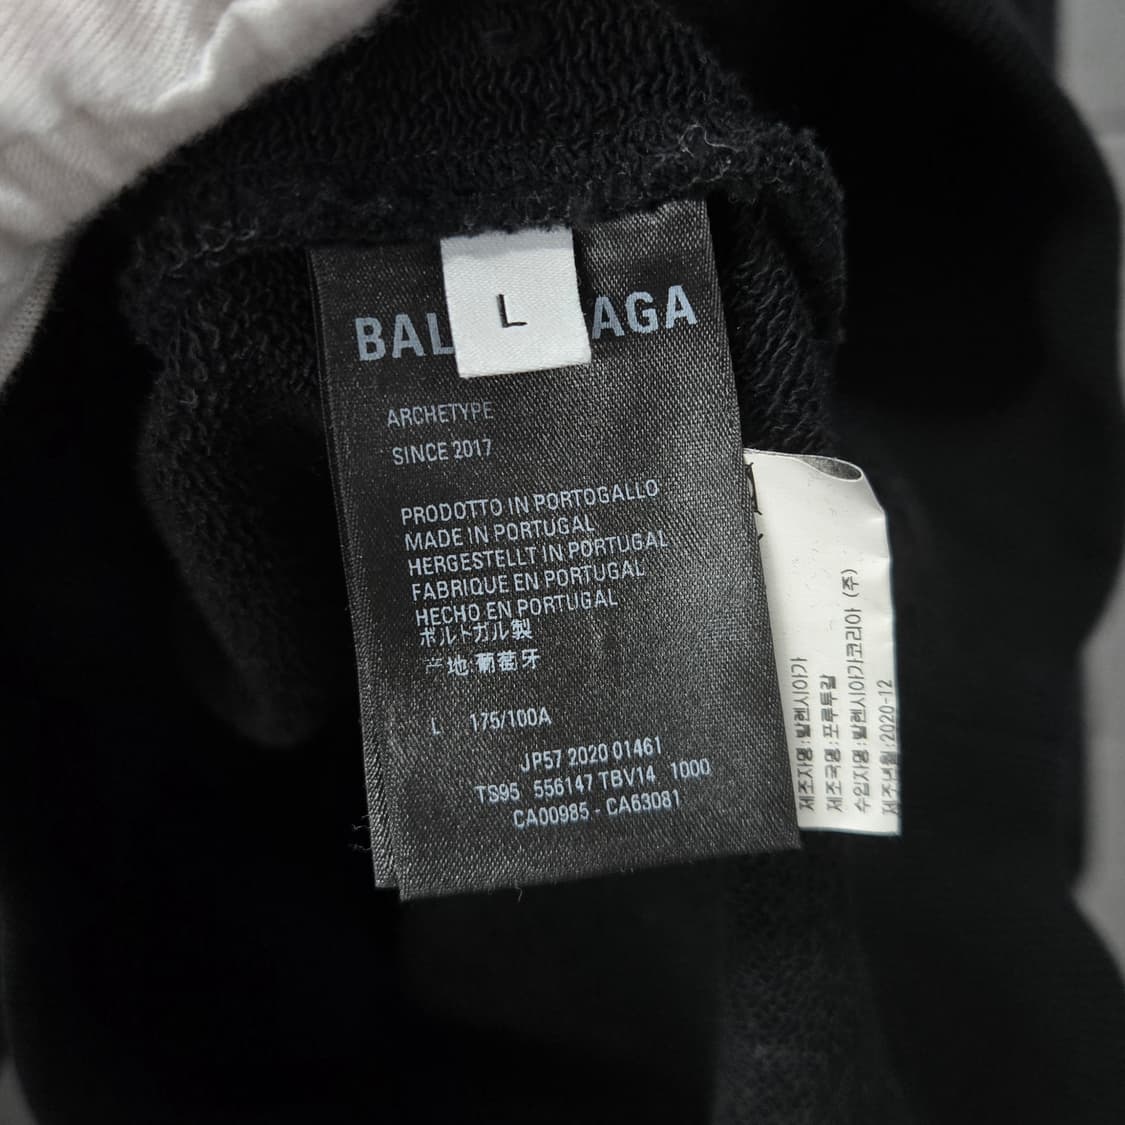 L
BAL AGA
ARCHETYPE
SINCE 2017
PRODOTTO IN PORTOGALLO
MADE IN PORTUGAL
HERGESTELLT IN PORTUGAL
FABRIQUE EN PORTUGAL
HECHO EN PORTUGAL
ポルトガル製
产地:葡萄牙
L 175/100A
JP57 2020 01461
TS95 556147 TBV14 1000
CA00985 - CA63081
제조자명:발렌시아가
제조국명:포루투갈
수입자명:발렌시아가코리아 (주)
제조년월:2020-12